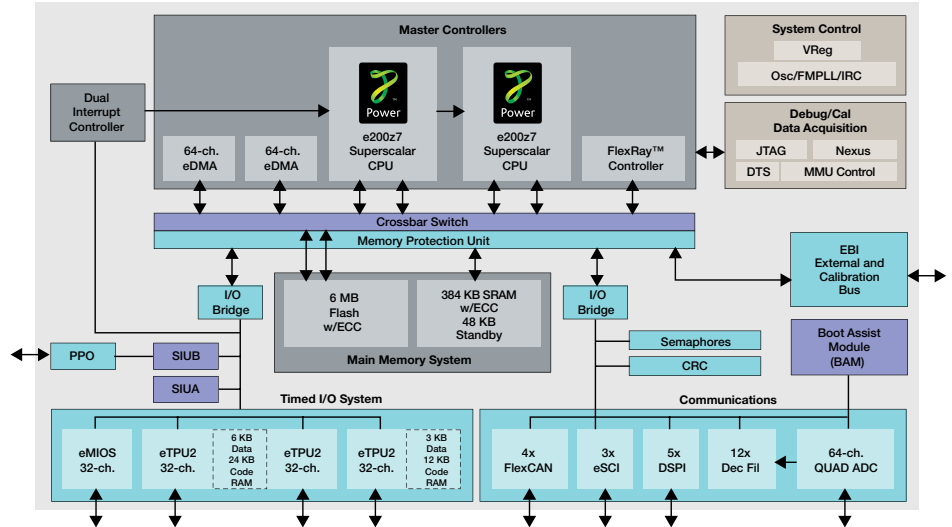 Master Controllers
Power
™
e200z7
Superscalar
CPU
Power
™
e200z7
Superscalar
CPU
64-ch.
eDMA
64-ch.
eDMA
FlexRay™
Controller
Dual
Interrupt
Controller
System Control
VReg
Osc/FMPLL/IRC
Debug/Cal
Data Acquisition
JTAG
Nexus
DTS
MMU Control
Crossbar Switch
Memory Protection Unit
I/O
Bridge
6 MB
Flash
w/ECC
384 KB SRAM
w/ECC
48 KB
Standby
Main Memory System
I/O
Bridge
EBI
External and
Calibration
Bus
PPO
SIUB
SIUA
Semaphores
CRC
Boot Assist
Module
(BAM)
Timed I/O System
eMIOS
32-ch.
eTPU2
32-ch.
6 KB
Data
24 KB
Code
RAM
eTPU2
32-ch.
eTPU2
32-ch.
3 KB
Data
12 KB
Code
RAM
Communications
4x
FlexCAN
3x
eSCI
5x
DSPI
12x
Dec Fil
64-ch.
QUAD ADC